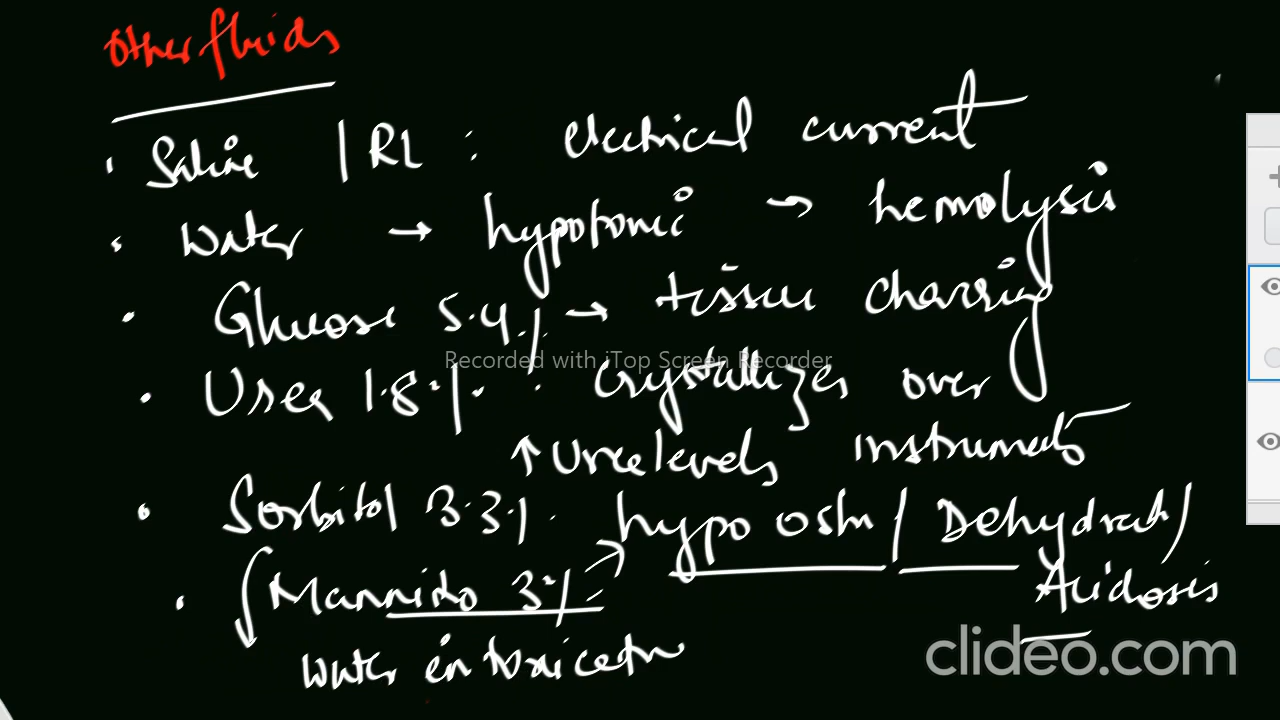 Other fluids
· Saline / RL : electrical current
· Water → hypotonic → hemolysis
· Glucose 5.4% → tissue charring
Recorded with iTop Screen Recorder
· Urea 1.8% . crystallizes over
↑ Urea levels instruments
· Sorbitol 3.3% . hypo osm / Dehydrat /
· Mannito 3% → Acidosis
Water intoxicatn
clideo.com